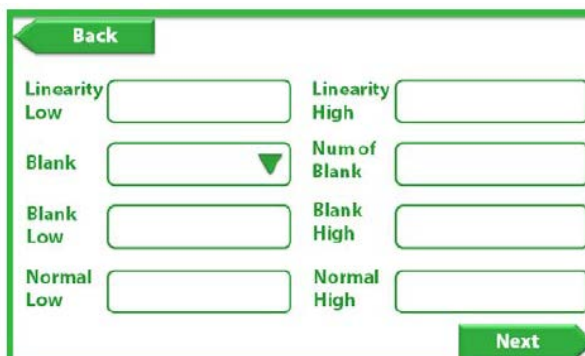 Back
Linearity
Low
Linearity
High
Blank
Num of
Blank
Blank
Low
Blank
High
Normal
Low
Normal
High
Next